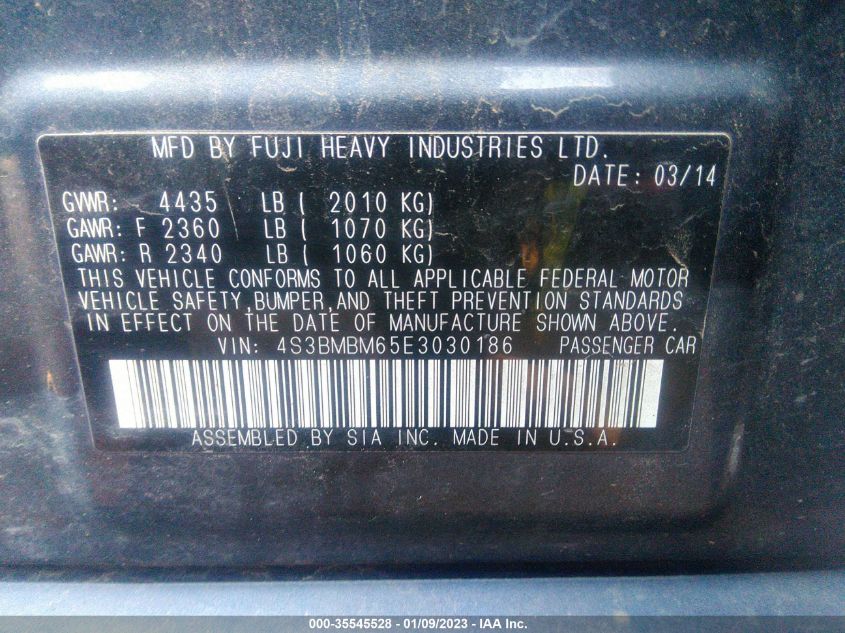 MFD BY FUJI HEAVY INDUSTRIES LTD.
DATE: 03/14
GVWR: 4435 LB ( 2010 KG)
GAWR: F 2360 LB ( 1070 KG)
GAWR: R 2340 LB ( 1060 KG)
THIS VEHICLE CONFORMS TO ALL APPLICABLE FEDERAL MOTOR
VEHICLE SAFETY,BUMPER,AND THEFT PREVENTION STANDARDS
IN EFFECT ON THE DATE OF MANUFACTURE SHOWN ABOVE.
VIN: 4S3BMBM65E3030186 PASSENGER CAR
ASSEMBLED BY SIA INC. MADE IN U.S.A.
000-35545528 - 01/09/2023 - IAA Inc.